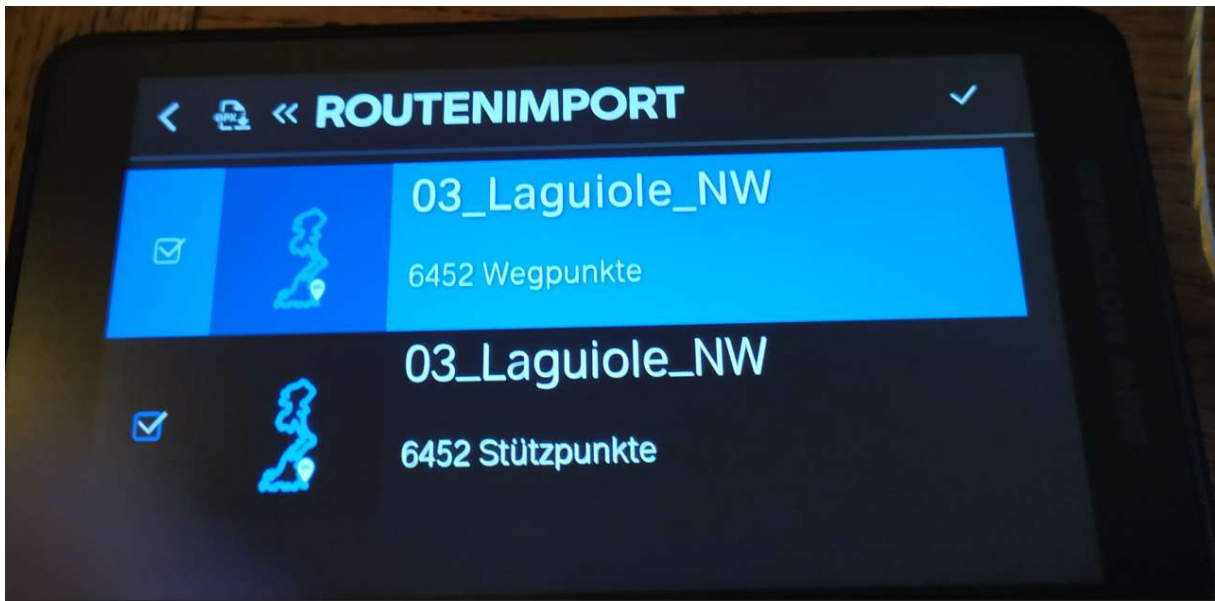 ROUTENIMPORT
03_Laguiole_NW
6452 Wegpunkte
03_Laguiole_NW
6452 Stützpunkte